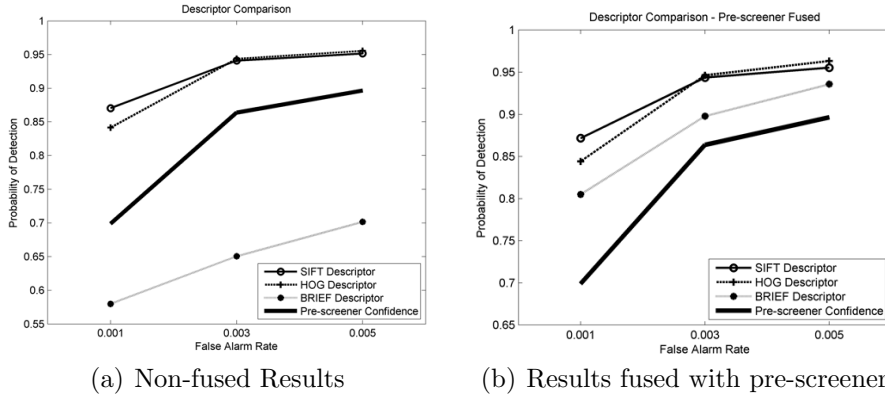 Descriptor Comparison
Probability of Detection
1
0.95
0.9
0.85
0.8
0.75
0.7
0.65
0.6
0.55
0.001
0.003
0.005
False Alarm Rate
SIFT Descriptor
HOG Descriptor
BRIEF Descriptor
Pre-screener Confidence
(a) Non-fused Results
Descriptor Comparison - Pre-screener Fused
Probability of Detection
1
0.95
0.9
0.85
0.8
0.75
0.7
0.65
0.001
0.003
0.005
False Alarm Rate
SIFT Descriptor
HOG Descriptor
BRIEF Descriptor
Pre-screener Confidence
(b) Results fused with pre-screener